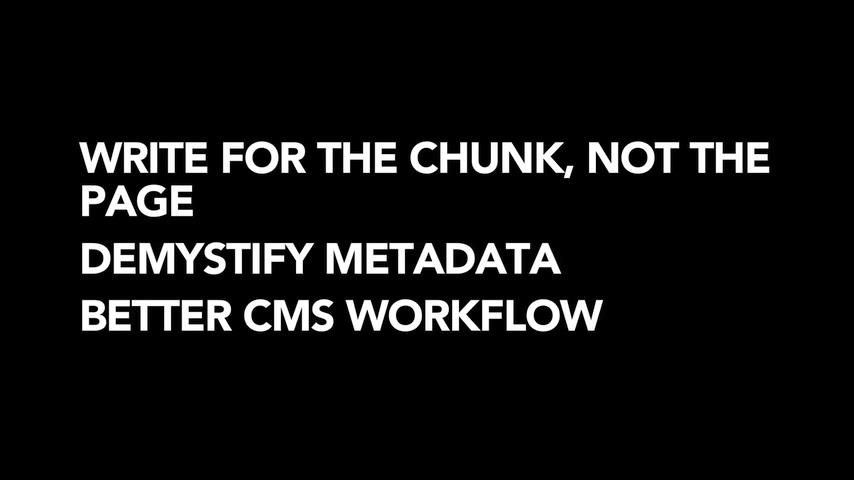 WRITE FOR THE CHUNK, NOT THE
PAGE
DEMYSTIFY METADATA
BETTER CMS WORKFLOW